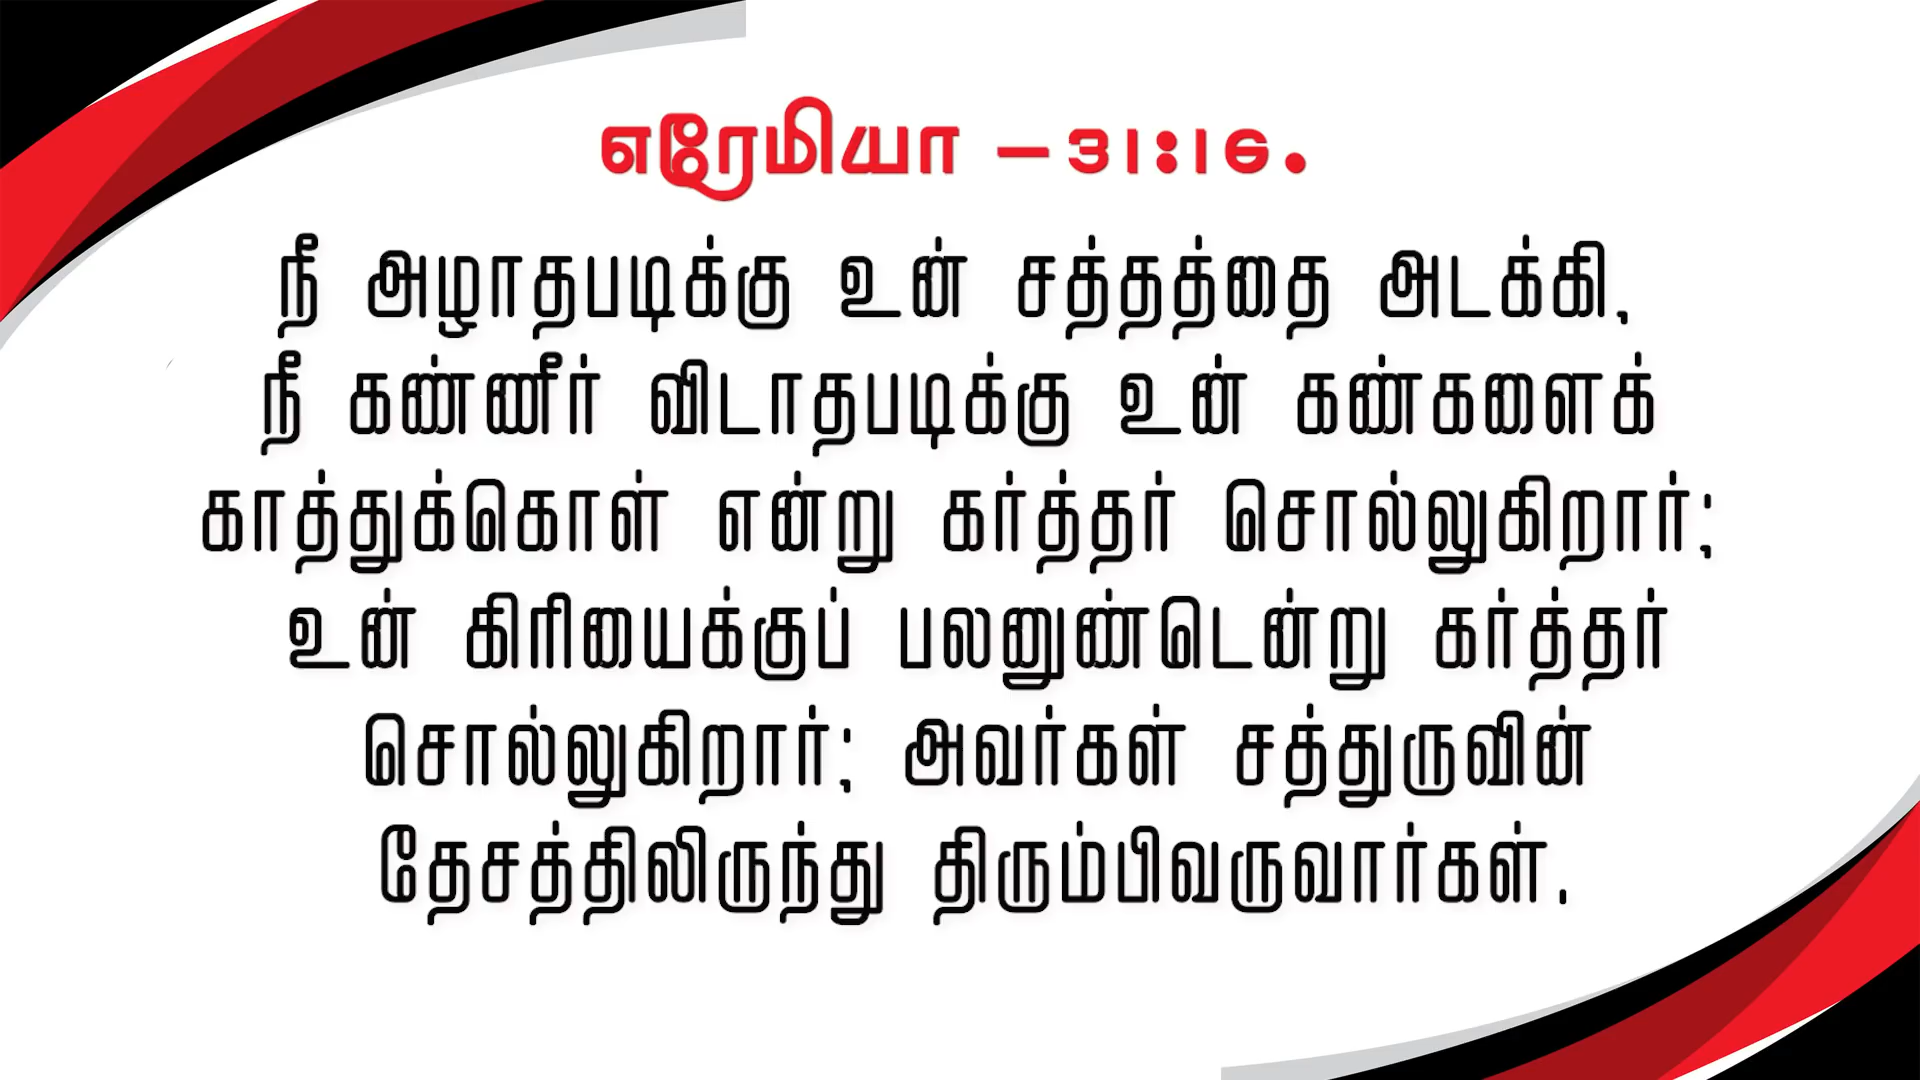 எரேமியா – 31:16.
நீ அழாதபடிக்கு உன் சத்தத்தை அடக்கி,
நீ கண்ணீர் விடாதபடிக்கு உன் கண்களைக்
காத்துக்கொள் என்று கர்த்தர் சொல்லுகிறார்;
உன் கிரியைக்குப் பலனுண்டென்று கர்த்தர்
சொல்லுகிறார்; அவர்கள் சத்துருவின்
தேசத்திலிருந்து திரும்பிவருவார்கள்.